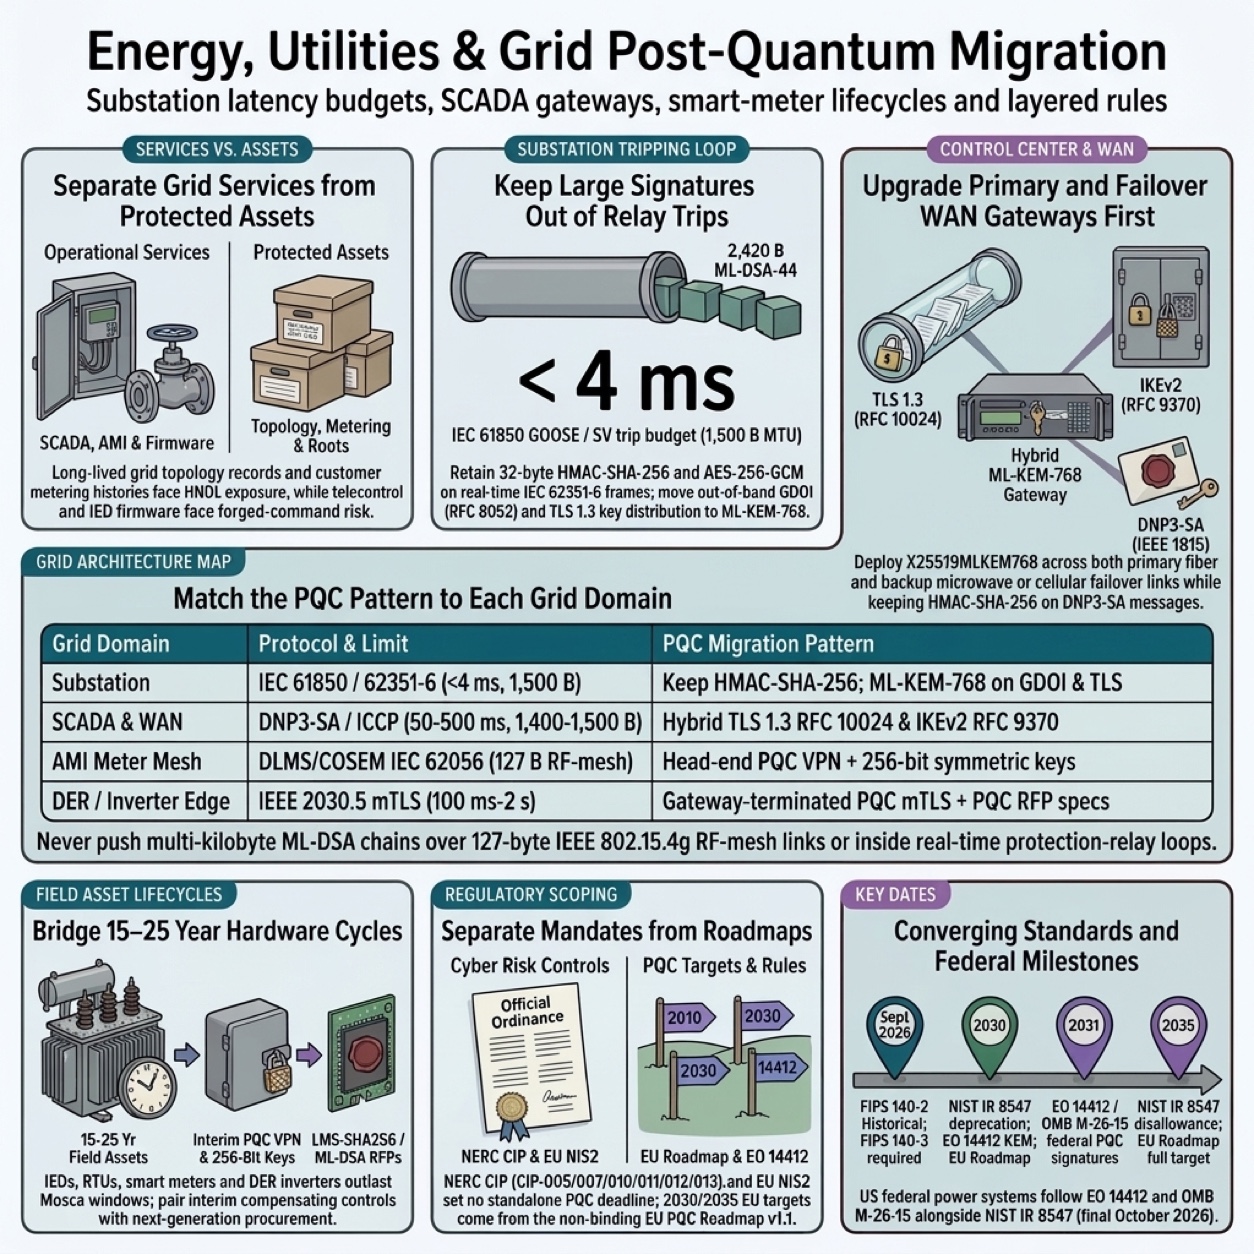 Energy, Utilities & Grid Post-Quantum Migration
Substation latency budgets, SCADA gateways, smart-meter lifecycles and layered rules
SERVICES VS. ASSETS
Separate Grid Services from
Protected Assets
Operational Services
Protected Assets
SCADA, AMI & Firmware
Topology, Metering
& Roots
Long-lived grid topology records and customer
metering histories face HNDL exposure, while telecontrol
and IED firmware face forged-command risk.
SUBSTATION TRIPPING LOOP
Keep Large Signatures
Out of Relay Trips
2,420 B
ML-DSA-44
< 4 ms
IEC 61850 GOOSE / SV trip budget (1,500 B MTU)
Retain 32-byte HMAC-SHA-256 and AES-256-GCM
on real-time IEC 62351-6 frames; move out-of-band GDOI
(RFC 8052) and TLS 1.3 key distribution to ML-KEM-768.
CONTROL CENTER & WAN
Upgrade Primary and Failover
WAN Gateways First
TLS 1.3
(RFC 10024)
IKEv2
(RFC 9370)
Hybrid
ML-KEM-768
Gateway
DNP3-SA
(IEEE 1815)
Deploy X25519MLKEM768 across both primary fiber
and backup microwave or cellular failover links while
keeping HMAC-SHA-256 on DNP3-SA messages.
GRID ARCHITECTURE MAP
Match the PQC Pattern to Each Grid Domain
Grid Domain Protocol & Limit PQC Migration Pattern
Substation IEC 61850 / 62351-6 (<4 ms, 1,500 B) Keep HMAC-SHA-256; ML-KEM-768 on GDOI & TLS
SCADA & WAN DNP3-SA / ICCP (50-500 ms, 1,400-1,500 B) Hybrid TLS 1.3 RFC 10024 & IKEv2 RFC 9370
AMI Meter Mesh DLMS/COSEM IEC 62056 (127 B RF-mesh) Head-end PQC VPN + 256-bit symmetric keys
DER / Inverter Edge IEEE 2030.5 mTLS (100 ms-2 s) Gateway-terminated PQC mTLS + PQC RFP specs
Never push multi-kilobyte ML-DSA chains over 127-byte IEEE 802.15.4g RF-mesh links or inside real-time protection-relay loops.
FIELD ASSET LIFECYCLES
Bridge 15–25 Year Hardware Cycles
15-25 Yr
Field Assets
Interim PQC VPN
& 256-BIt Keys
LMS-SHA2S6 /
ML-DSA RFPs
IEDs, RTUs, smart meters and DER inverters outlast
Mosca windows; pair interim compensating controls
with next-generation procurement.
REGULATORY SCOPING
Separate Mandates from Roadmaps
Cyber Risk Controls
PQC Targets & Rules
Official
Ordinance
2010
2030
2030
14412
NERC CIP & EU NIS2
EU Roadmap & EO 14412
NERC CIP (CIP-005/007/010/011/012/013).and EU NIS2
set no standalone PQC deadline; 2030/2035 EU targets
come from the non-binding EU PQC Roadmap v1.1.
KEY DATES
Converging Standards and
Federal Milestones
Sept
2026
2030
2031
2035
FIPS 140-2
Historical;
FIPS 140-3
required
NIST IR 8547
deprecation;
EO 14412 KEM;
EU Roadmap
EO 14412 /
OMB M-26-15
federal PQC
signatures
NIST IR 8547
disallowance;
EU Roadmap
full target
US federal power systems follow EO 14412 and OMB
M-26-15 alongside NIST IR 8547 (final October 2026).